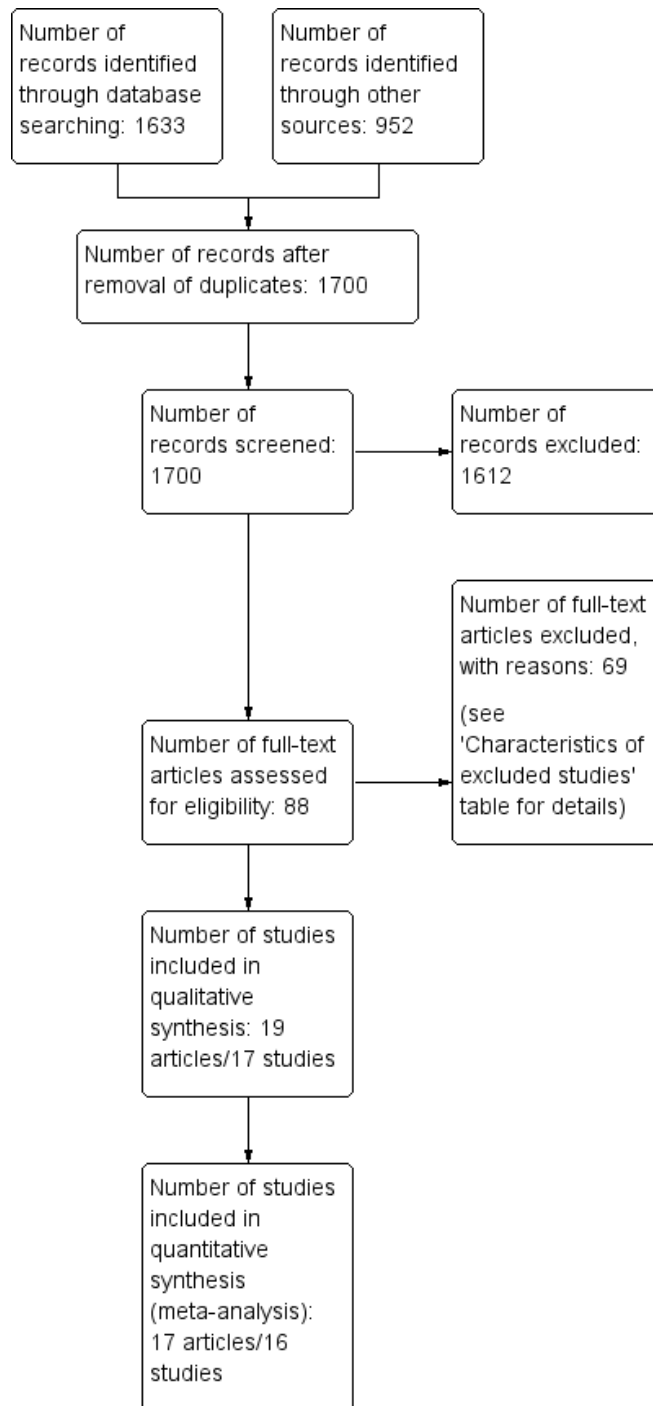 Number of
records identified
through database
searching: 1633
Number of
records identified
through other
sources: 952
Number of records after
removal of duplicates: 1700
Number of
records screened:
1700
Number of
records excluded:
1612
Number of full-text
articles excluded,
with reasons: 69
(see
'Characteristics of
excluded studies'
table for details)
Number of full-text
articles assessed
for eligibility: 88
Number of studies
included in
qualitative
synthesis: 19
articles/17 studies
Number of studies
included in
quantitative
synthesis
(meta-analysis):
17 articles/16
studies